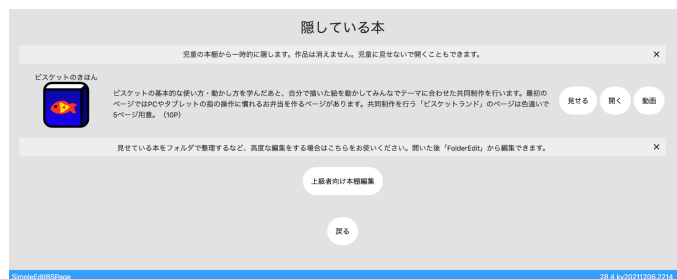 隠している本
児童の本棚から一時的に隠します。作品は消えません。児童に見せないで開くこともできます。 ✕
ビスケットのきほん
ビスケットの基本的な使い方・動かし方を学んだあと、自分で描いた絵を動かしてみんなでテーマに合わせた共同制作を行います。最初の
ページではPCやタブレットの指の操作に慣れるお弁当を作るページがあります。共同制作を行う「ビスケットランド」のページは色違いで
5ページ用意。（10P）
見せる 開く 動画
見せている本をフォルダで整理するなど、高度な編集をする場合はこちらをお使いください。開いた後「FolderEdit」から編集できます。 ✕
上級者向け本棚編集
戻る
SimpleEditBSPage 28.4 kv20211206.2214